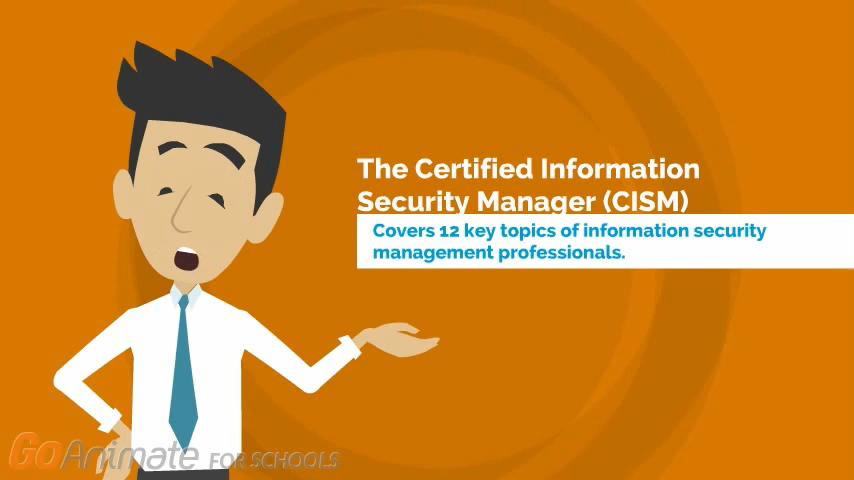 The Certified Information
Security Manager (CISM)
Covers 12 key topics of information security
management professionals.
GoAnimate FOR SCHOOLS